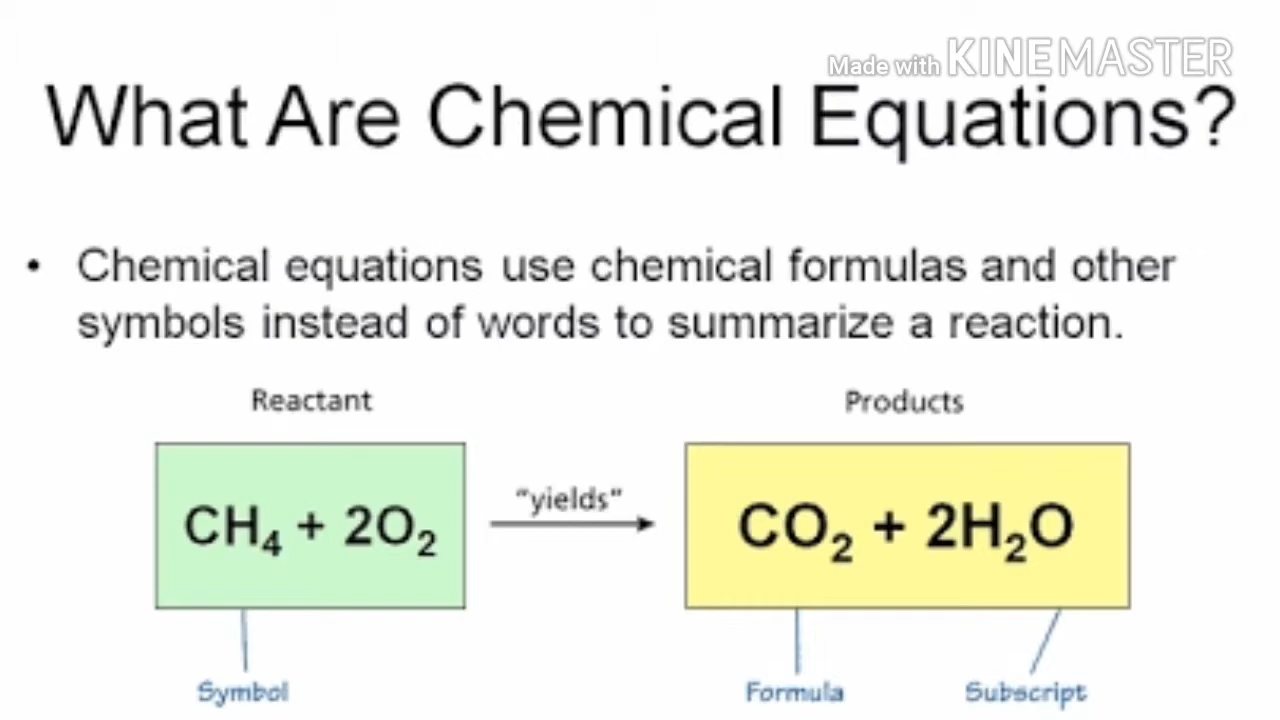 Made with KINEMASTER
What Are Chemical Equations?
• Chemical equations use chemical formulas and other
symbols instead of words to summarize a reaction.
Reactant
Products
CH₄ + 2O₂
"yields"
CO₂ + 2H₂O
Symbol
Formula
Subscript